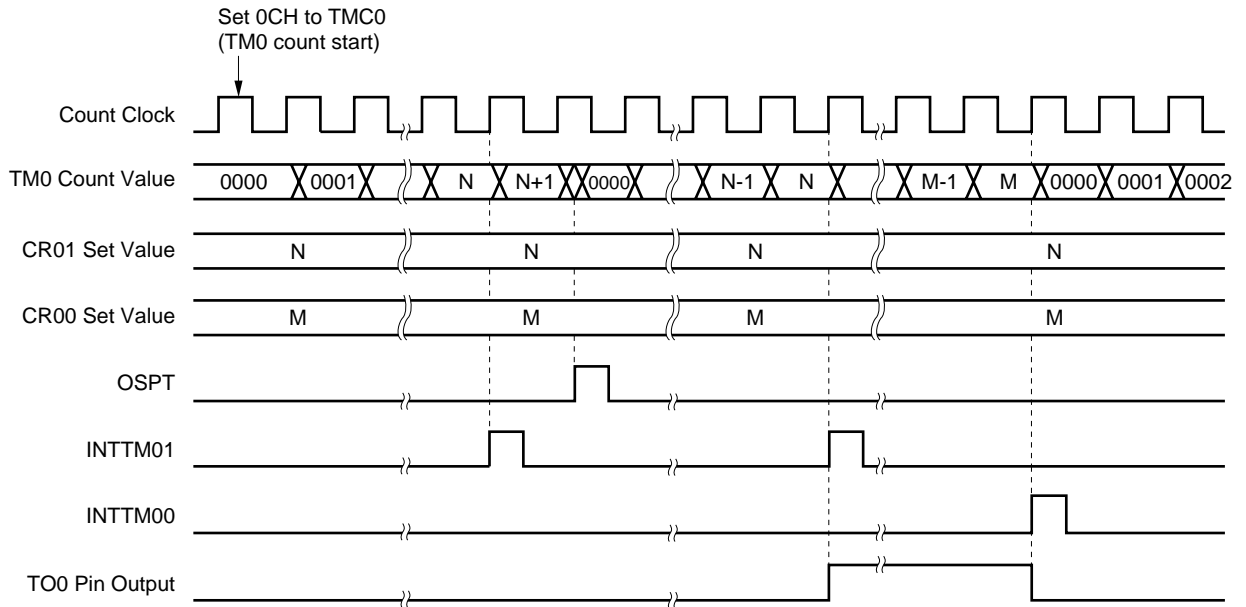 Set 0CH to TMC0
(TM0 count start)
Count Clock
TM0 Count Value 0000 0001 N N+1 0000 N-1 N M-1 M 0000 0001 0002
CR01 Set Value N N N N
CR00 Set Value M M M M
OSPT
INTTM01
INTTM00
TO0 Pin Output